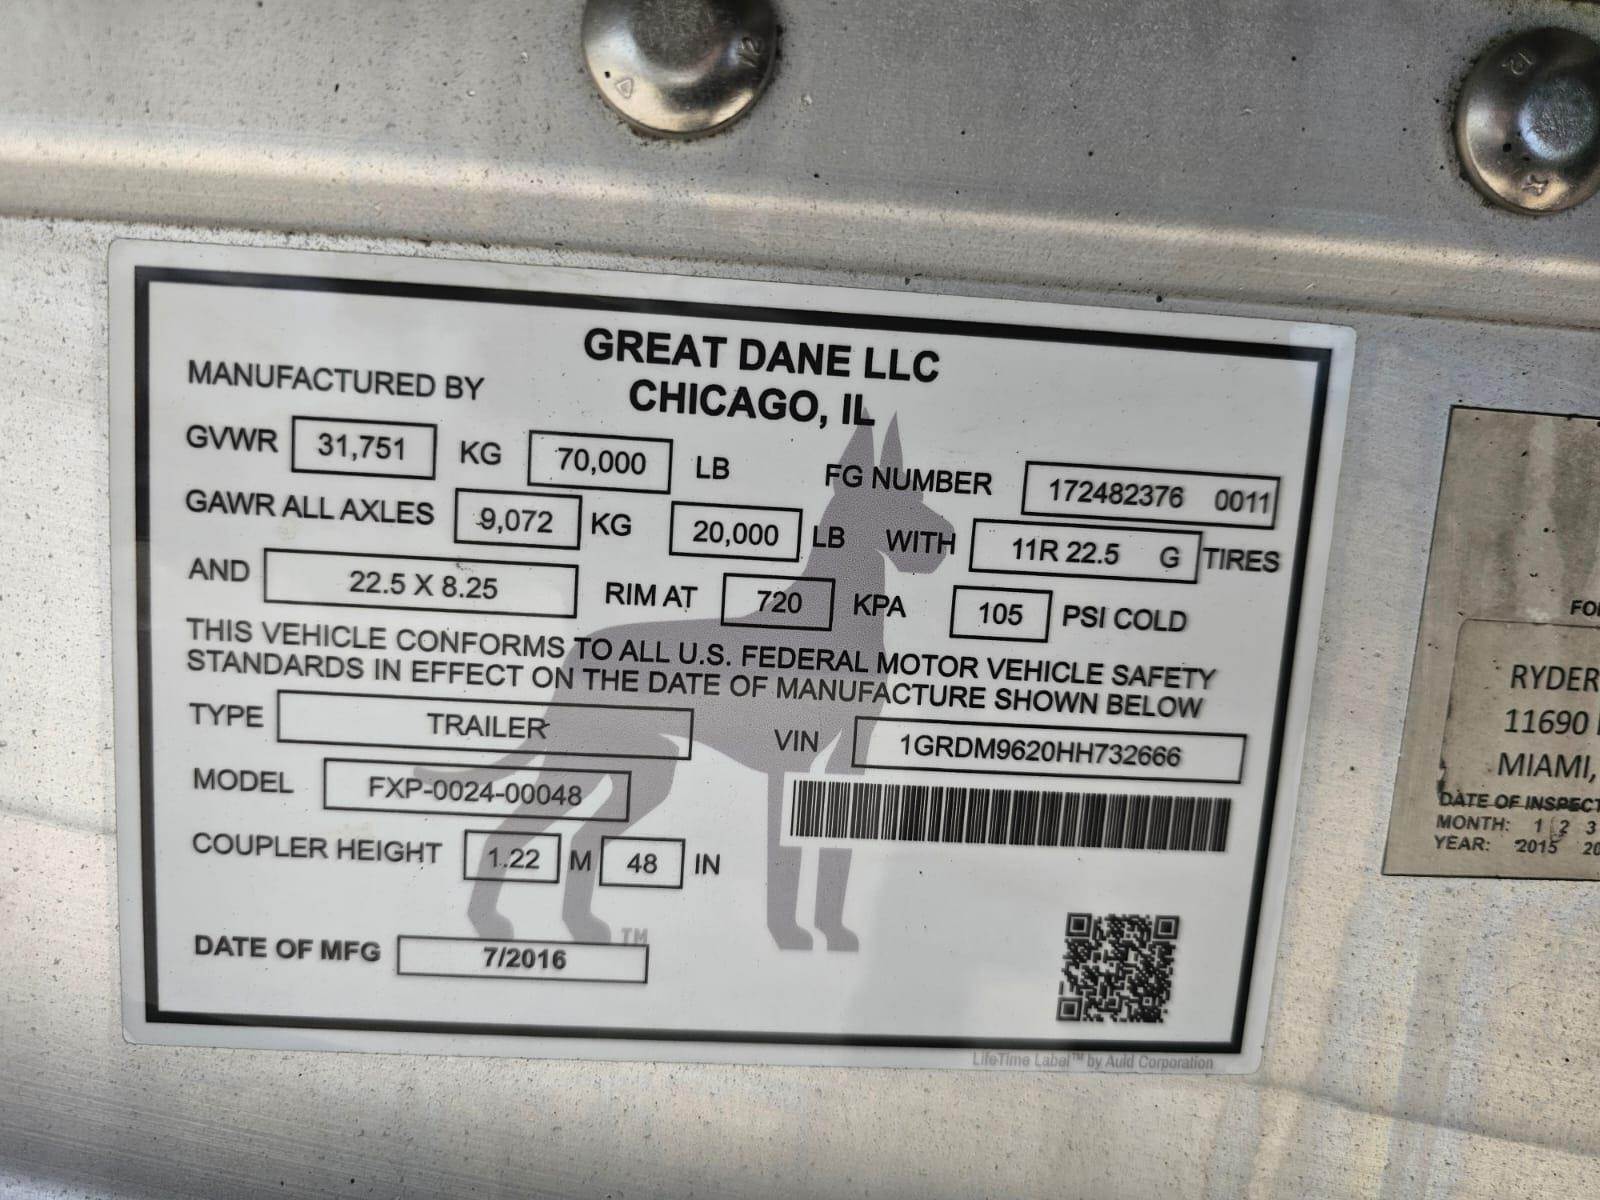 GREAT DANE LLC
MANUFACTURED BY CHICAGO, IL
GVWR 31,751 KG 70,000 LB FG NUMBER 172482376 0011
GAWR ALL AXLES 9,072 KG 20,000 LB WITH 11R 22.5 G TIRES
AND 22.5 X 8.25 RIM AT 720 KPA 105 PSI COLD
THIS VEHICLE CONFORMS TO ALL U.S. FEDERAL MOTOR VEHICLE SAFETY
STANDARDS IN EFFECT ON THE DATE OF MANUFACTURE SHOWN BELOW
TYPE TRAILER VIN 1GRDM9620HH732666
MODEL FXP-0024-00048
COUPLER HEIGHT 1.22 M 48 IN
TM
DATE OF MFG 7/2016
LifeTime Label™ by Auld Corporation
RYDER
11690
MIAMI,
DATE OF INSPECT
MONTH: 1 2 3
YEAR: 2015 20